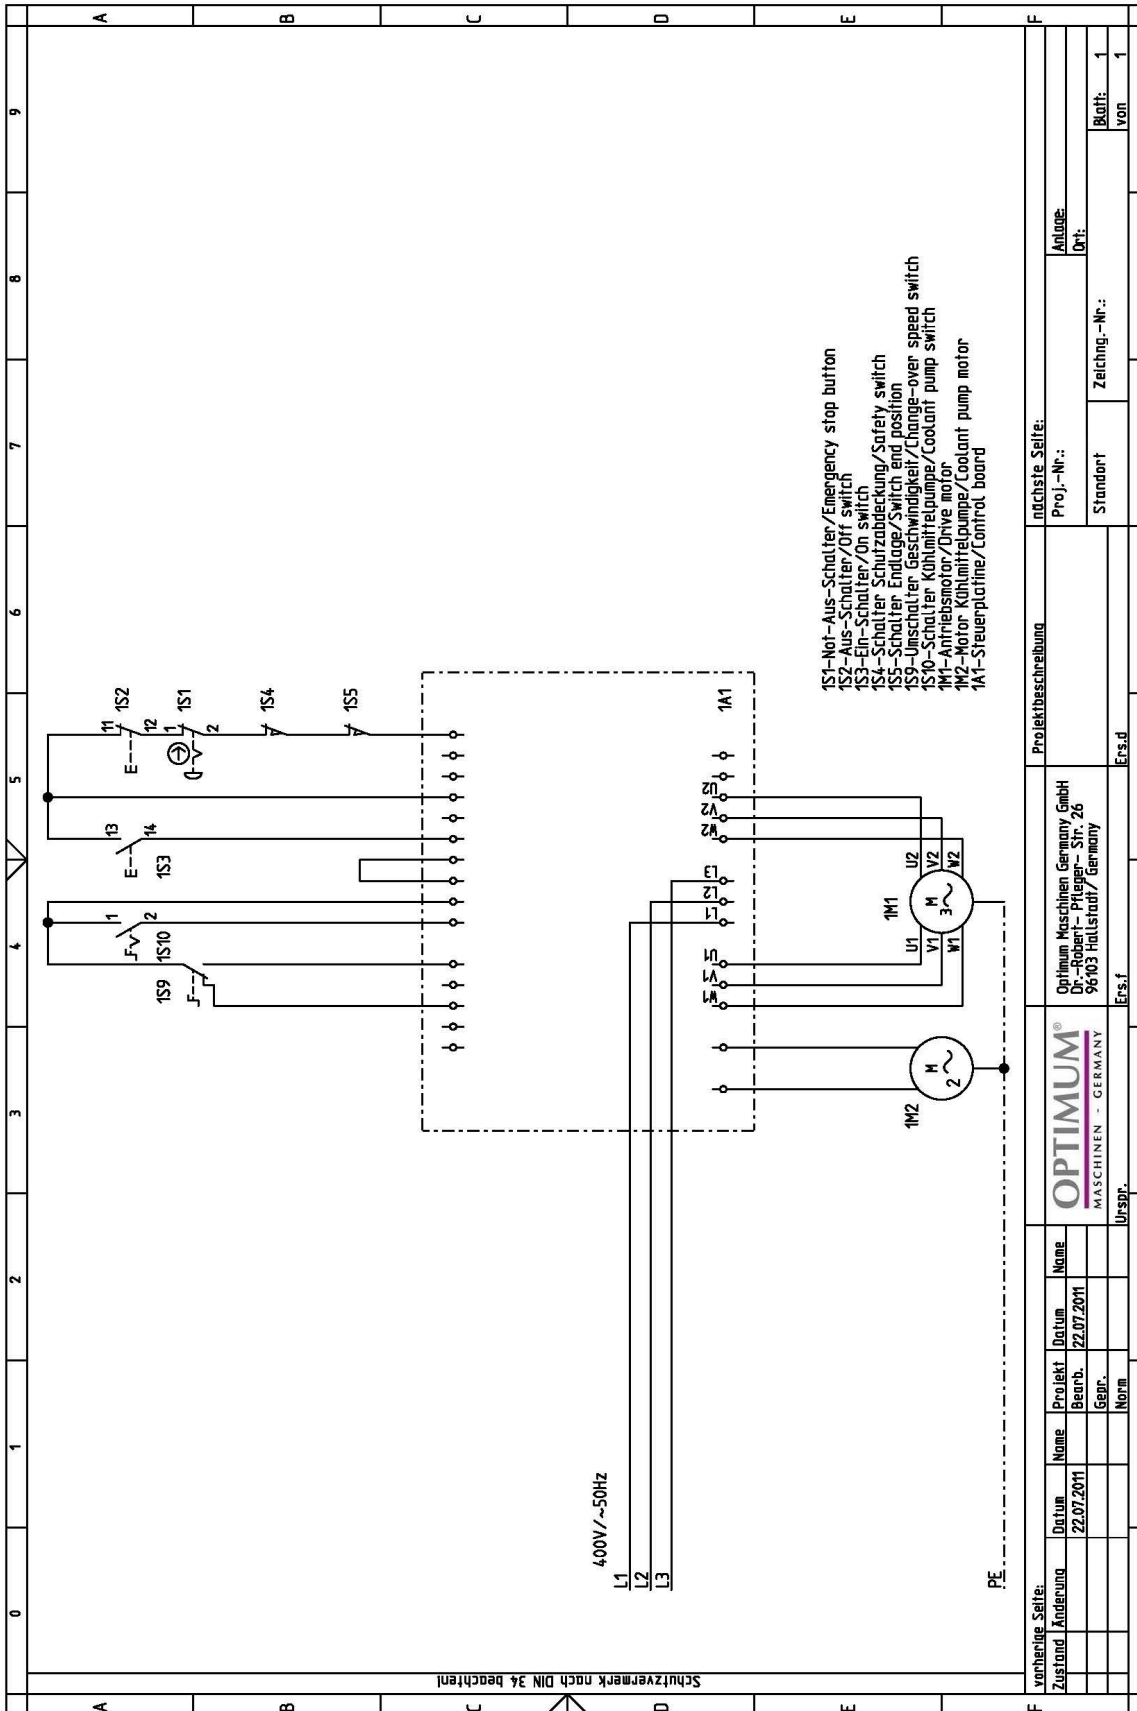 0 1 2 3 4 5 6 7 8 9
A
B
C
D
E
F
A
B
C
D
E
F
Schutzvermerk nach DIN 34 beachten!
1S9
1S10
1
2
1S3
13
14
11
1S2
12
1
1S1
2
1S4
1S5
1A1
400V/~50Hz
L1
L2
L3
PE
W1 V1 U1 L1 L2 L3 W2 V2 U2
1M2
M
2
1M1
M
3
U1 U2
V1 V2
W1 W2
1S1-Not-Aus-Schalter/Emergency stop button
1S2-Aus-Schalter/Off switch
1S3-Ein-Schalter/On switch
1S4-Schalter Schutzabdeckung/Safety switch
1S5-Schalter Endlage/Switch end position
1S9-Umschalter Geschwindigkeit/Change-over speed switch
1S10-Schalter Kühlmittelpumpe/Coolant pump switch
1M1-Antriebsmotor/Drive motor
1M2-Motor Kühlmittelpumpe/Coolant pump motor
1A1-Steuerplatine/Control board
vorherige Seite:
Zustand Änderung Datum Name Projekt Datum Name
22.07.2011 Bearb. 22.07.2011
Gepr.
Norm
Urspr.
OPTIMUM®
MASCHINEN - GERMANY
Optimum Maschinen Germany GmbH
Dr.-Robert- Pfleger- Str. 26
96103 Hallstadt/ Germany
Ers.f
Ers.d
Projektbeschreibung
nächste Seite:
Proj.-Nr.:
Anlage:
Ort:
Standort
Zeichng.-Nr.:
Blatt: 1
von 1